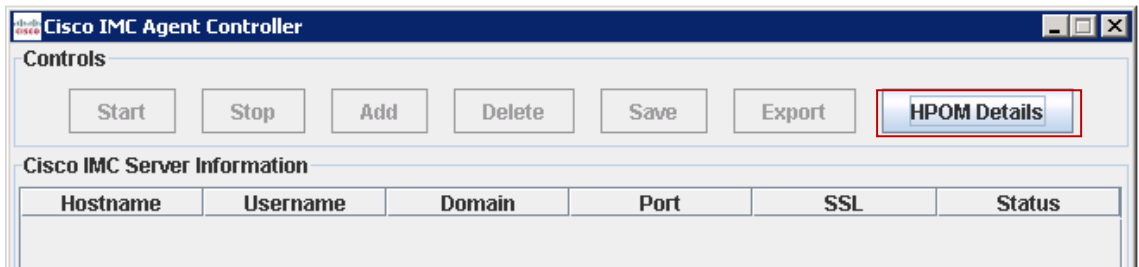 CISCO Cisco IMC Agent Controller
Controls
Start Stop Add Delete Save Export HPOM Details
Cisco IMC Server Information
Hostname Username Domain Port SSL Status